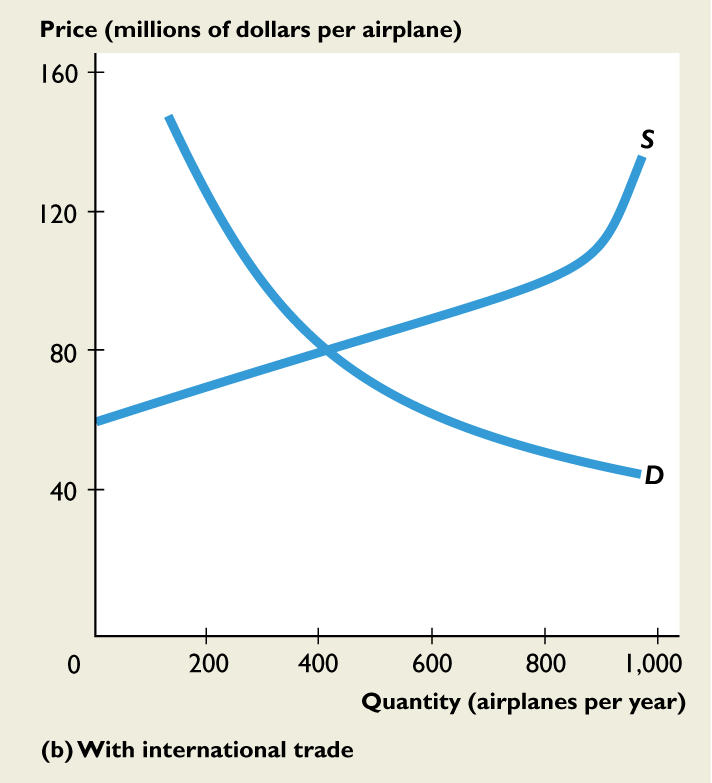 Price (millions of dollars per airplane)
160
S
120
80
D
40
0
200 400 600 800 1,000
Quantity (airplanes per year)
(b) With international trade